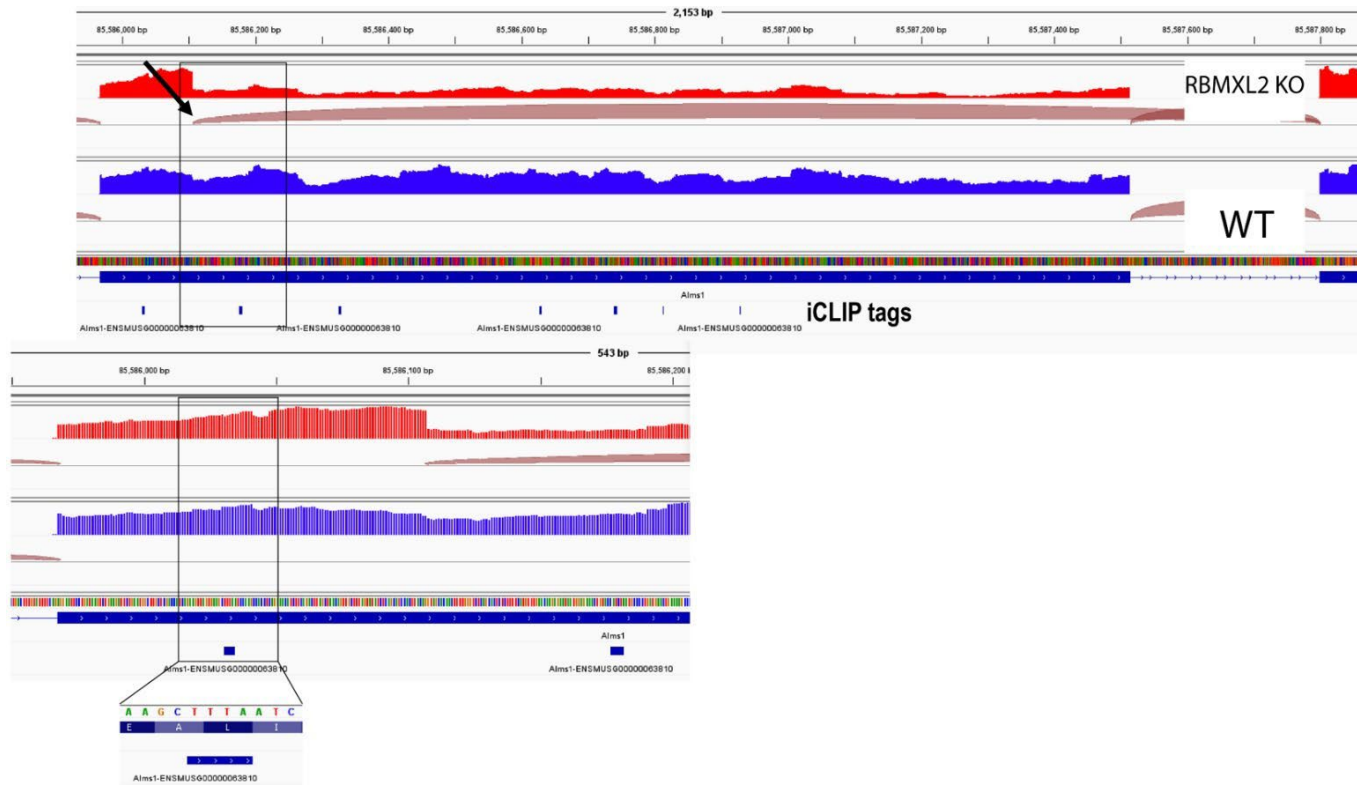 2,153 bp
85,586,000 bp 85,586,200 bp 85,586,400 bp 85,586,600 bp 85,586,800 bp 85,587,000 bp 85,587,200 bp 85,587,400 bp 85,587,600 bp 85,587,800 bp
RBMXL2 KO
WT
Alms1
iCLIP tags
Alms1-ENSMUSG00000063810 Alms1-ENSMUSG00000063810 Alms1-ENSMUSG00000063810 Alms1-ENSMUSG00000063810
543 bp
85,586,000 bp 85,586,100 bp 85,586,200
Alms1
Alms1-ENSMUSG00000063810 Alms1-ENSMUSG00000063810
A A G C T T T A A T C
E A L I
Alms1-ENSMUSG00000063810